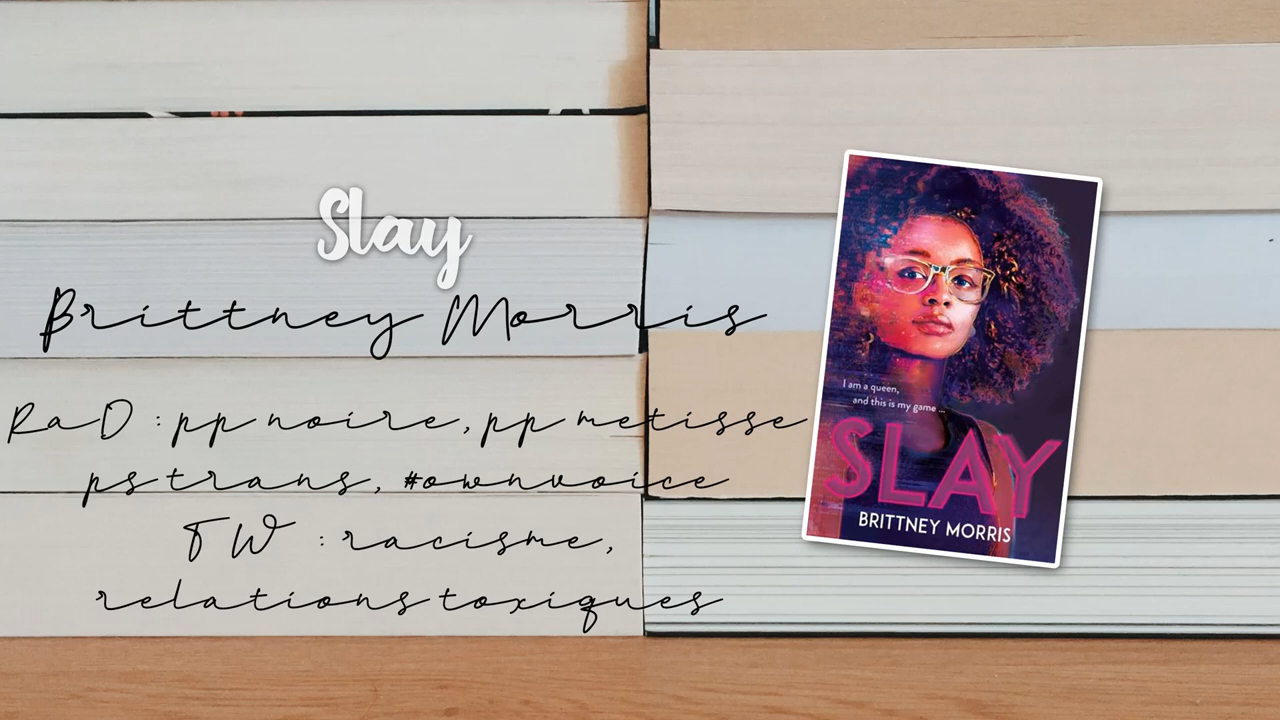 Slay
Brittney Morris
RaD : pp noire, pp metisse
ps trans, #ownvoice
TW : racisme,
relations toxiques
I am a queen,
and this is my game ...
SLAY
BRITTNEY MORRIS